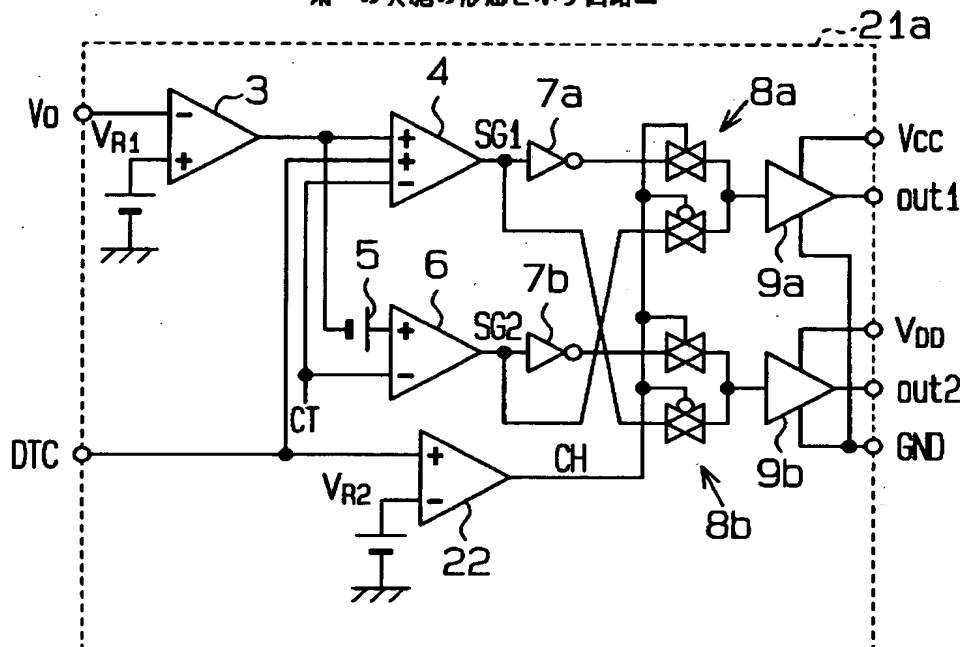 21a
Vo
3
4
7a
8a
VR1
SG1
VCC
out1
5
6
7b
9a
SG2
VDD
CT
out2
DTC
CH
GND
VR2
9b
22
8b